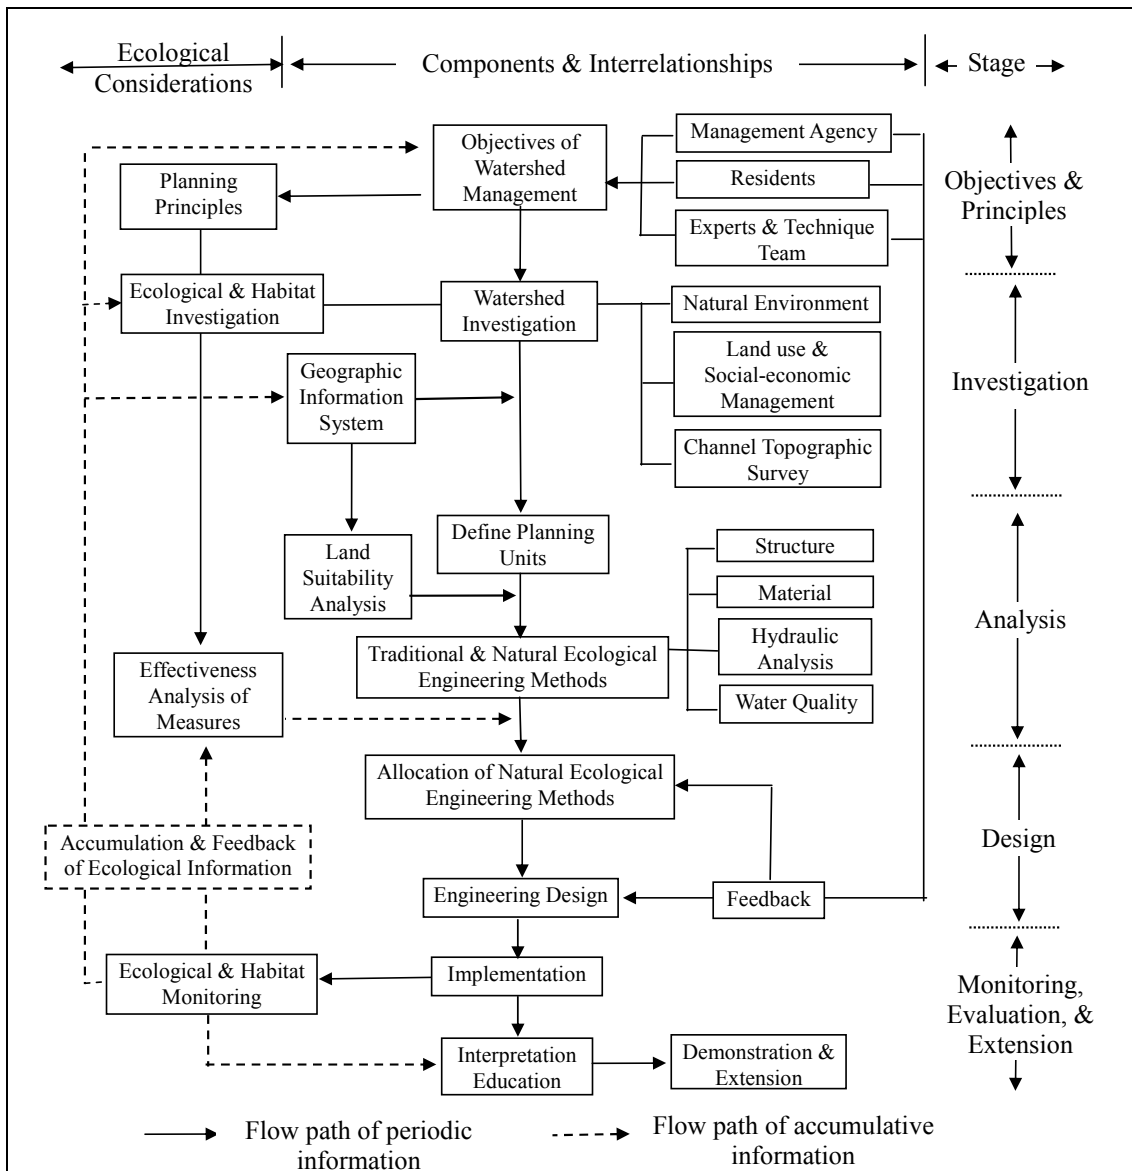 Ecological
Considerations
Components & Interrelationships
Stage
Objectives of
Watershed
Management
Management Agency
Residents
Experts & Technique
Team
Planning
Principles
Objectives &
Principles
Ecological & Habitat
Investigation
Watershed
Investigation
Natural Environment
Land use &
Social-economic
Management
Channel Topographic
Survey
Geographic
Information
System
Investigation
Land
Suitability
Analysis
Define Planning
Units
Structure
Material
Hydraulic
Analysis
Water Quality
Analysis
Traditional & Natural Ecological
Engineering Methods
Effectiveness
Analysis of
Measures
Allocation of Natural Ecological
Engineering Methods
Accumulation & Feedback
of Ecological Information
Design
Engineering Design
Feedback
Ecological & Habitat
Monitoring
Implementation
Monitoring,
Evaluation, &
Extension
Interpretation
Education
Demonstration &
Extension
Flow path of periodic
information
Flow path of accumulative
information